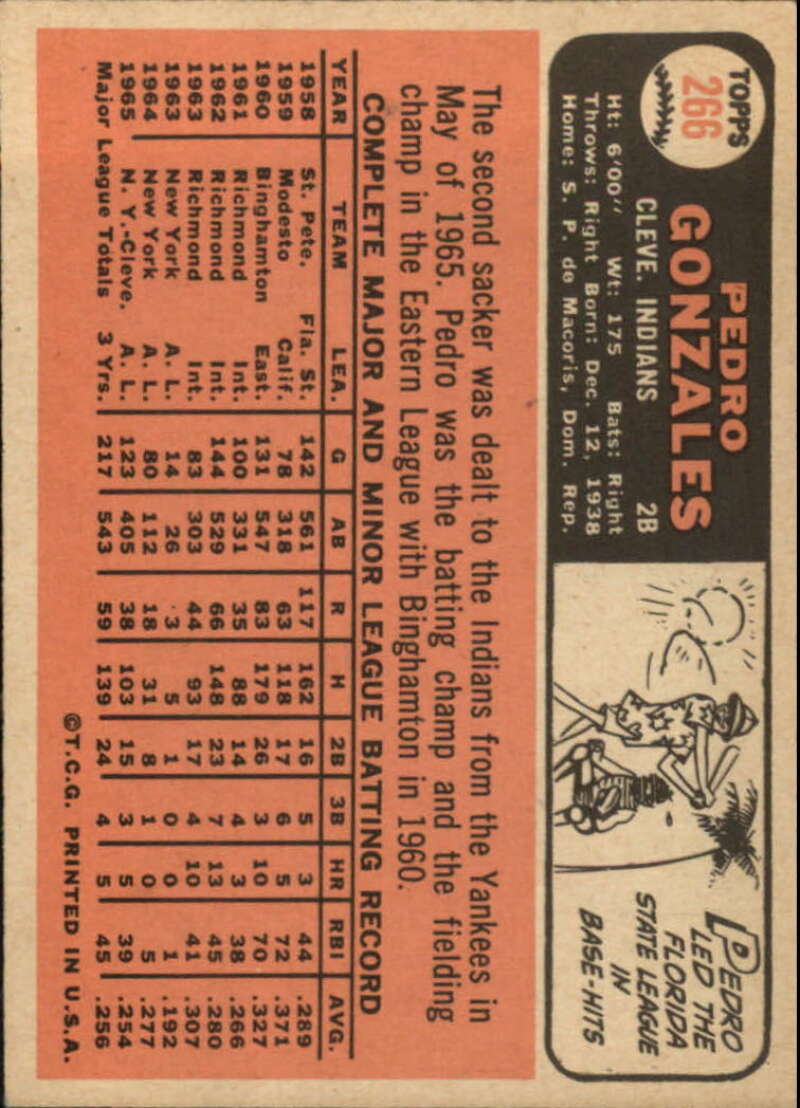 TOPPS
266
PEDRO
GONZALES
CLEVE. INDIANS 2B
Ht: 6'00" Wt: 175 Bats: Right
Throws: Right Born: Dec. 12, 1938
Home: S. P. de Macoris, Dom. Rep.
PEDRO
LED THE
FLORIDA
STATE LEAGUE
IN
BASE-HITS
The second sacker was dealt to the Indians from the Yankees in
May of 1965. Pedro was the batting champ and the fielding
champ in the Eastern League with Binghamton in 1960.
COMPLETE MAJOR AND MINOR LEAGUE BATTING RECORD
YEAR TEAM LEA. G AB R H 2B 3B HR RBI AVG.
1958 St. Pete. Fla. St. 142 561 117 162 16 5 3 44 .289
1959 Modesto Calif. 78 318 63 118 17 6 5 72 .371
1960 Binghamton East. 131 547 83 179 26 3 10 70 .327
1961 Richmond Int. 100 331 35 88 14 4 3 38 .266
1962 Richmond Int. 144 529 66 148 23 7 13 45 .280
1963 Richmond Int. 83 303 44 93 17 4 10 41 .307
1963 New York A. L. 14 26 3 5 1 0 0 1 .192
1964 New York A. L. 80 112 18 31 8 1 0 5 .277
1965 N. Y.-Cleve. A. L. 123 405 38 103 15 3 5 39 .254
Major League Totals 3 Yrs. 217 543 59 139 24 4 5 45 .256
©T.C.G. PRINTED IN U.S.A.